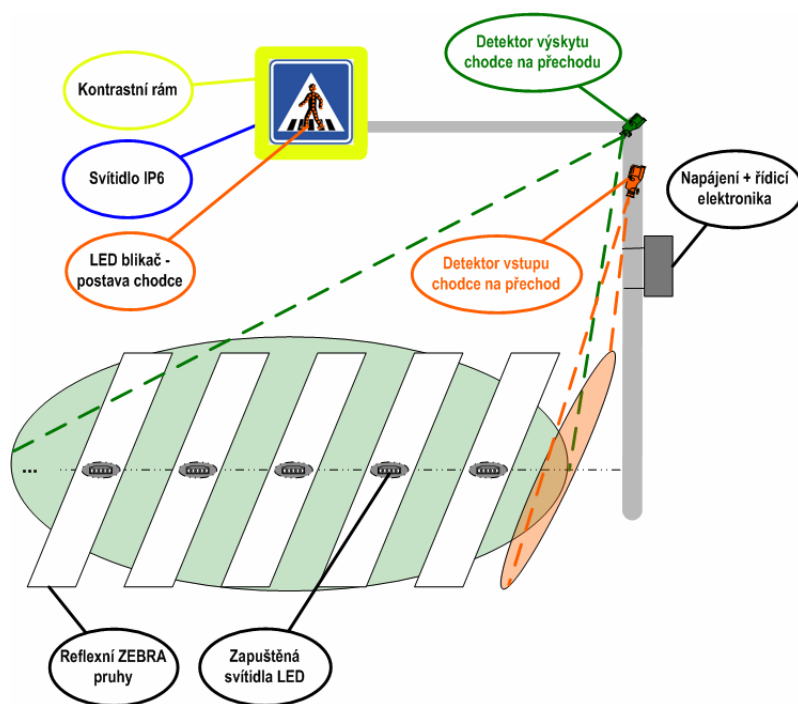 Detektor výskytu
chodce na přechodu
Kontrastní rám
Svítidlo IP6
Napájení + řídicí
elektronika
LED blikač -
postava chodce
Detektor vstupu
chodce na přechod
...
Reflexní ZEBRA
pruhy
Zapuštěná
svítidla LED